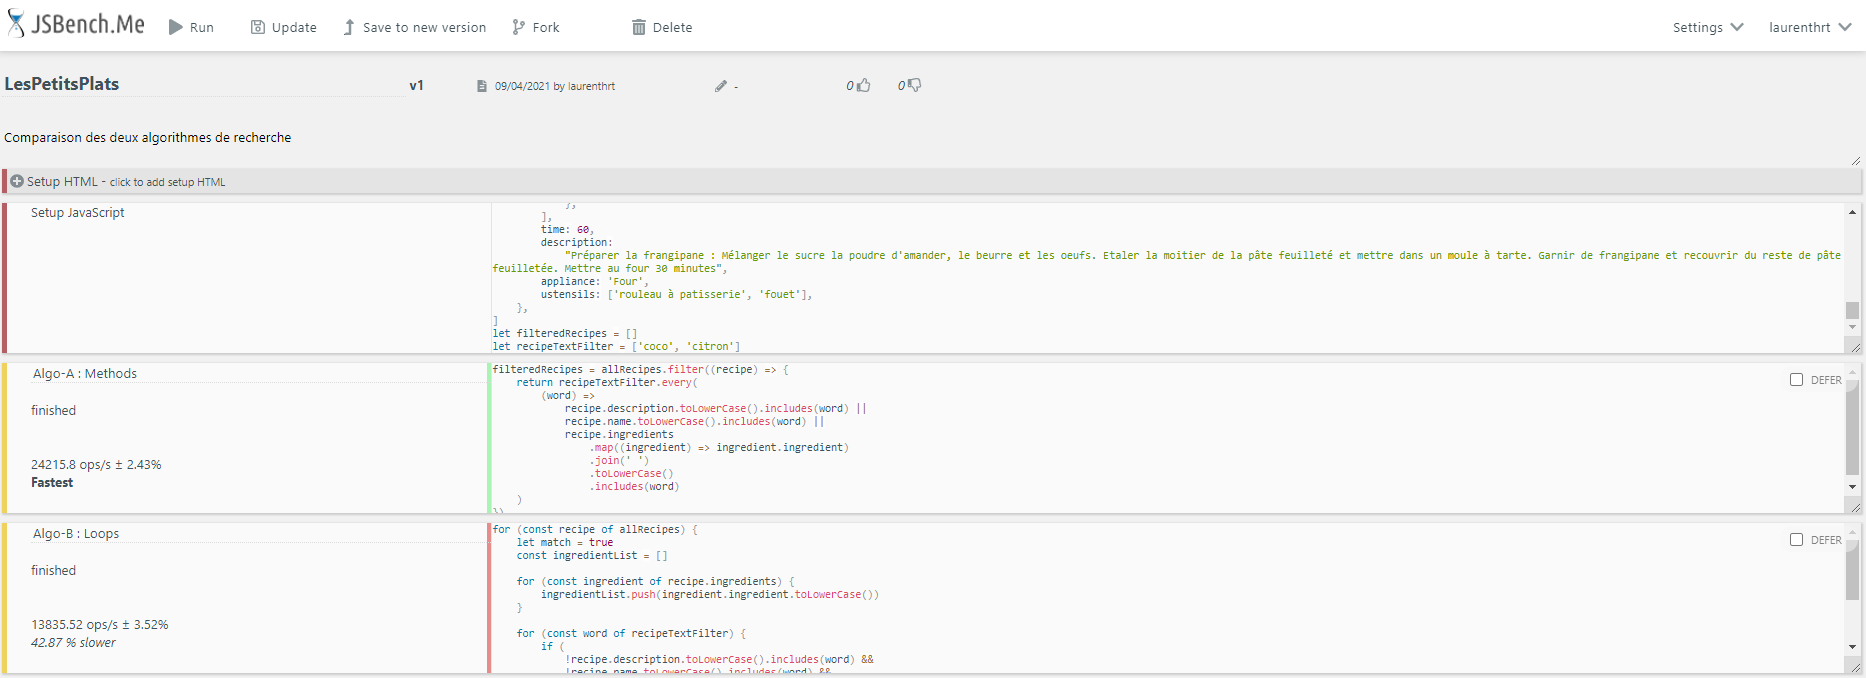 JSBench.Me Run Update Save to new version Fork Delete Settings laurenthrt
LesPetitsPlats v1 09/04/2021 by laurenthrt - 0 0
Comparaison des deux algorithmes de recherche
Setup HTML - click to add setup HTML
Setup JavaScript
},
],
time: 60,
description:
"Préparer la frangipane : Mélanger le sucre la poudre d'amander, le beurre et les oeufs. Etaler la moitier de la pâte feuilleté et mettre dans un moule à tarte. Garnir de frangipane et recouvrir du reste de pâte
feuilletée. Mettre au four 30 minutes",
appliance: 'Four',
ustensils: ['rouleau à patisserie', 'fouet'],
},
]
let filteredRecipes = []
let recipeTextFilter = ['coco', 'citron']
Algo-A : Methods
finished
24215.8 ops/s ± 2.43%
Fastest
filteredRecipes = allRecipes.filter((recipe) => {
return recipeTextFilter.every(
(word) =>
recipe.description.toLowerCase().includes(word) ||
recipe.name.toLowerCase().includes(word) ||
recipe.ingredients
.map((ingredient) => ingredient.ingredient)
.join(' ')
.toLowerCase()
.includes(word)
)
})
DEFER
Algo-B : Loops
finished
13835.52 ops/s ± 3.52%
42.87 % slower
for (const recipe of allRecipes) {
let match = true
const ingredientList = []
for (const ingredient of recipe.ingredients) {
ingredientList.push(ingredient.ingredient.toLowerCase())
}
for (const word of recipeTextFilter) {
if (
!recipe.description.toLowerCase().includes(word) &&
!recipe.name.toLowerCase().includes(word) &&
DEFER